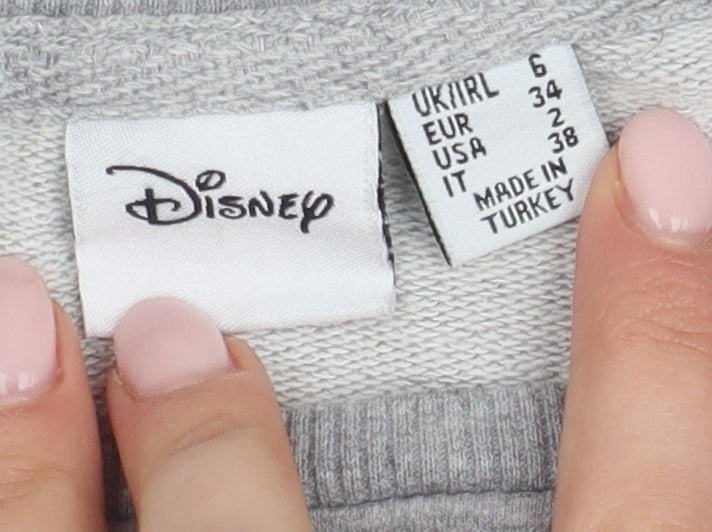 Disney
UK/IRL 6
EUR 34
USA 2
IT 38
MADE IN
TURKEY